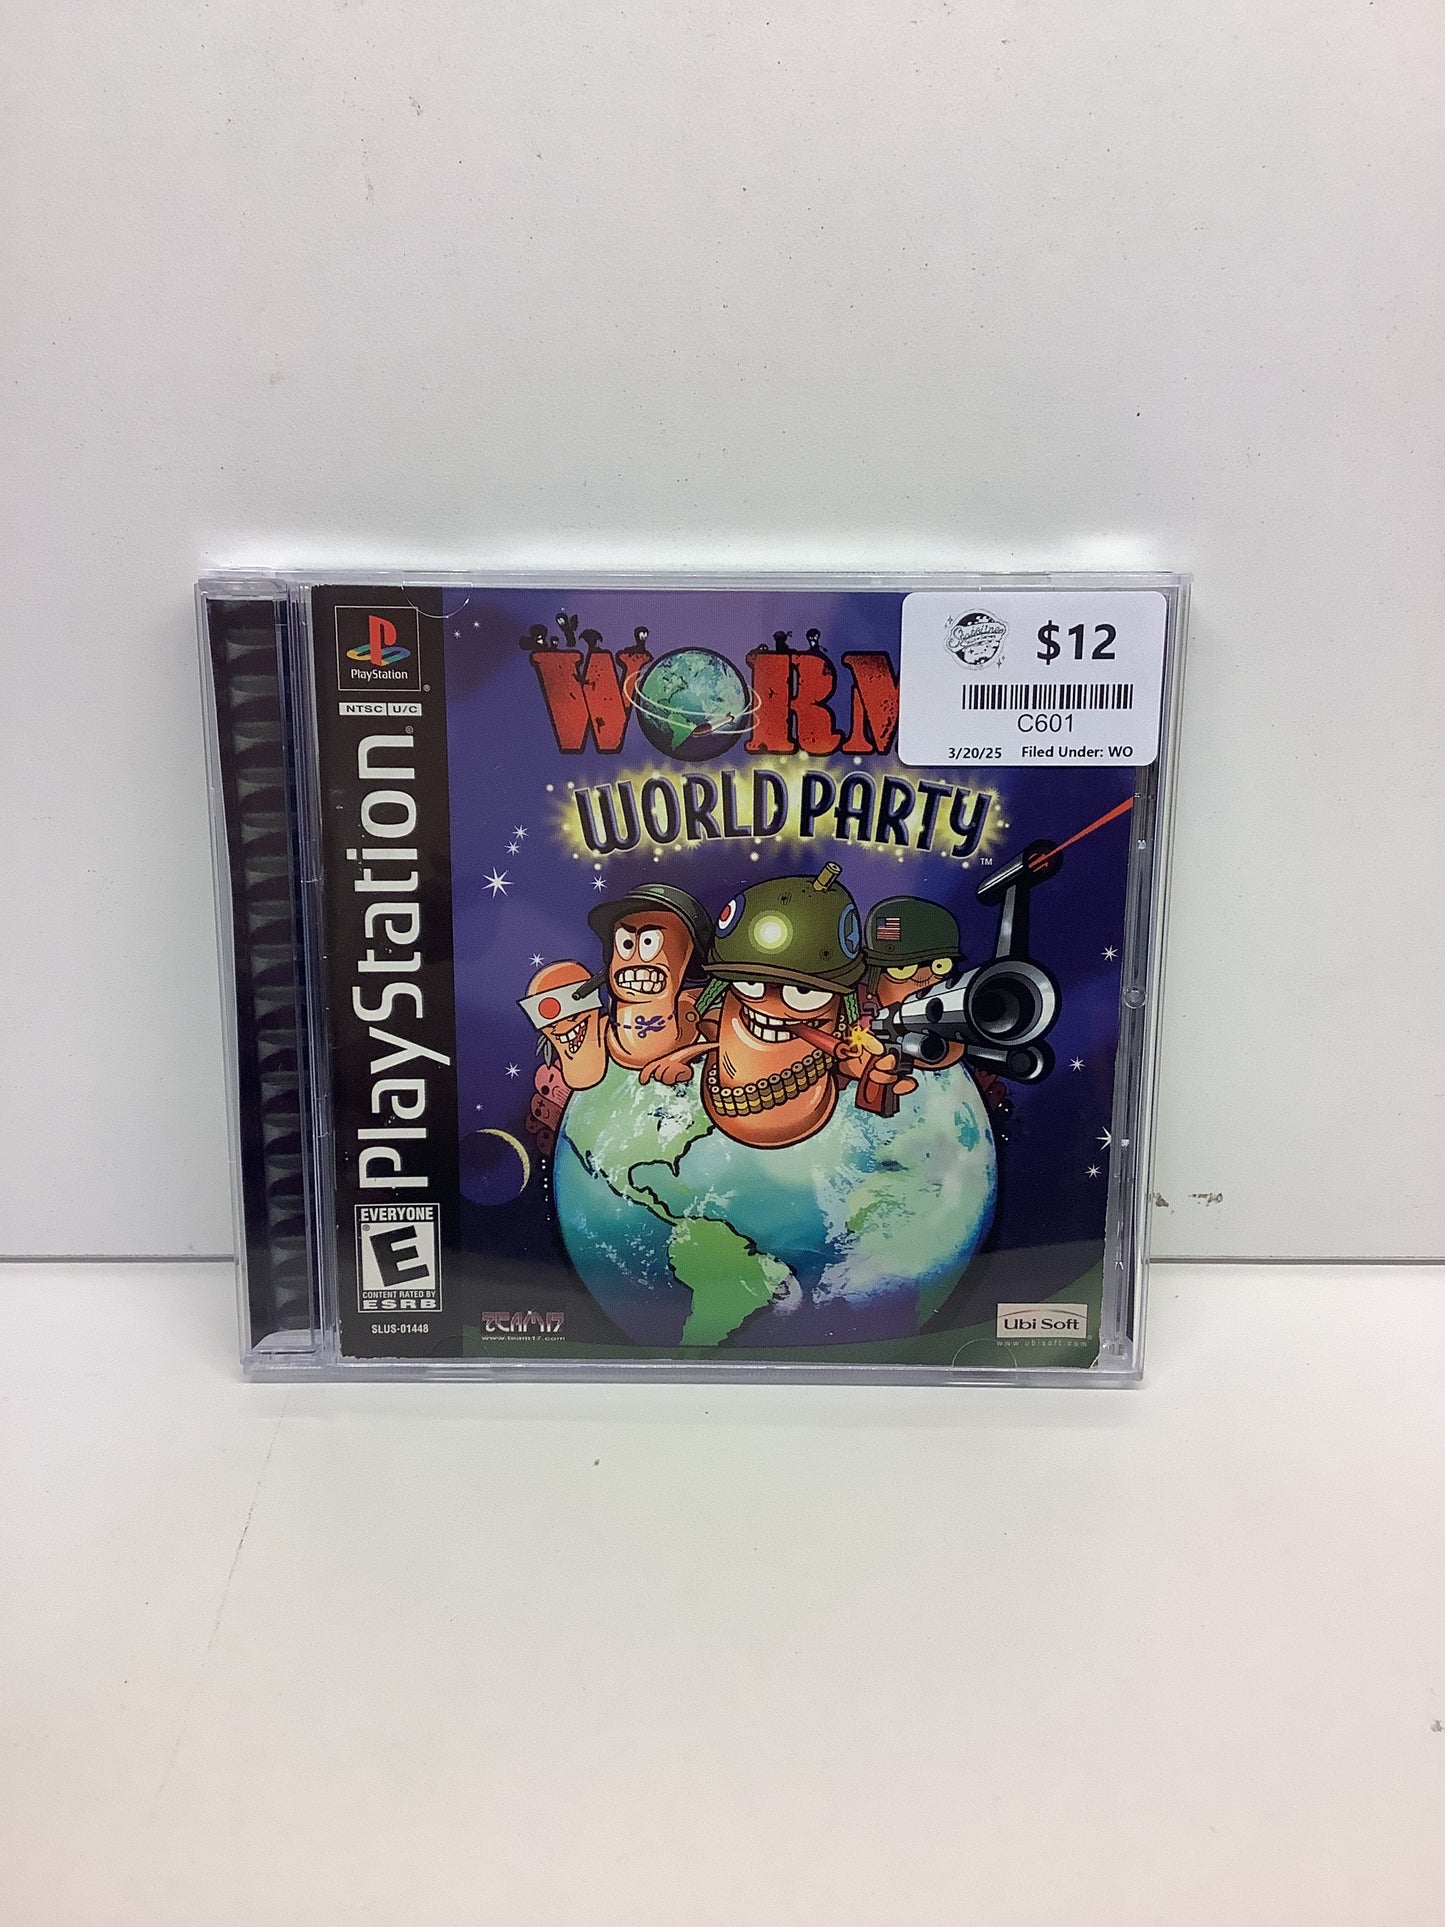 PlayStation
®
NTSC U/C
PlayStation
®
EVERYONE
E
®
CONTENT RATED BY
ESRB
SLUS-01448
WORM
WORLD PARTY
™
$12
C601
3/20/25 Filed Under: WO
TEAM17
www.team17.com
Ubi Soft
®
www.ubisoft.com